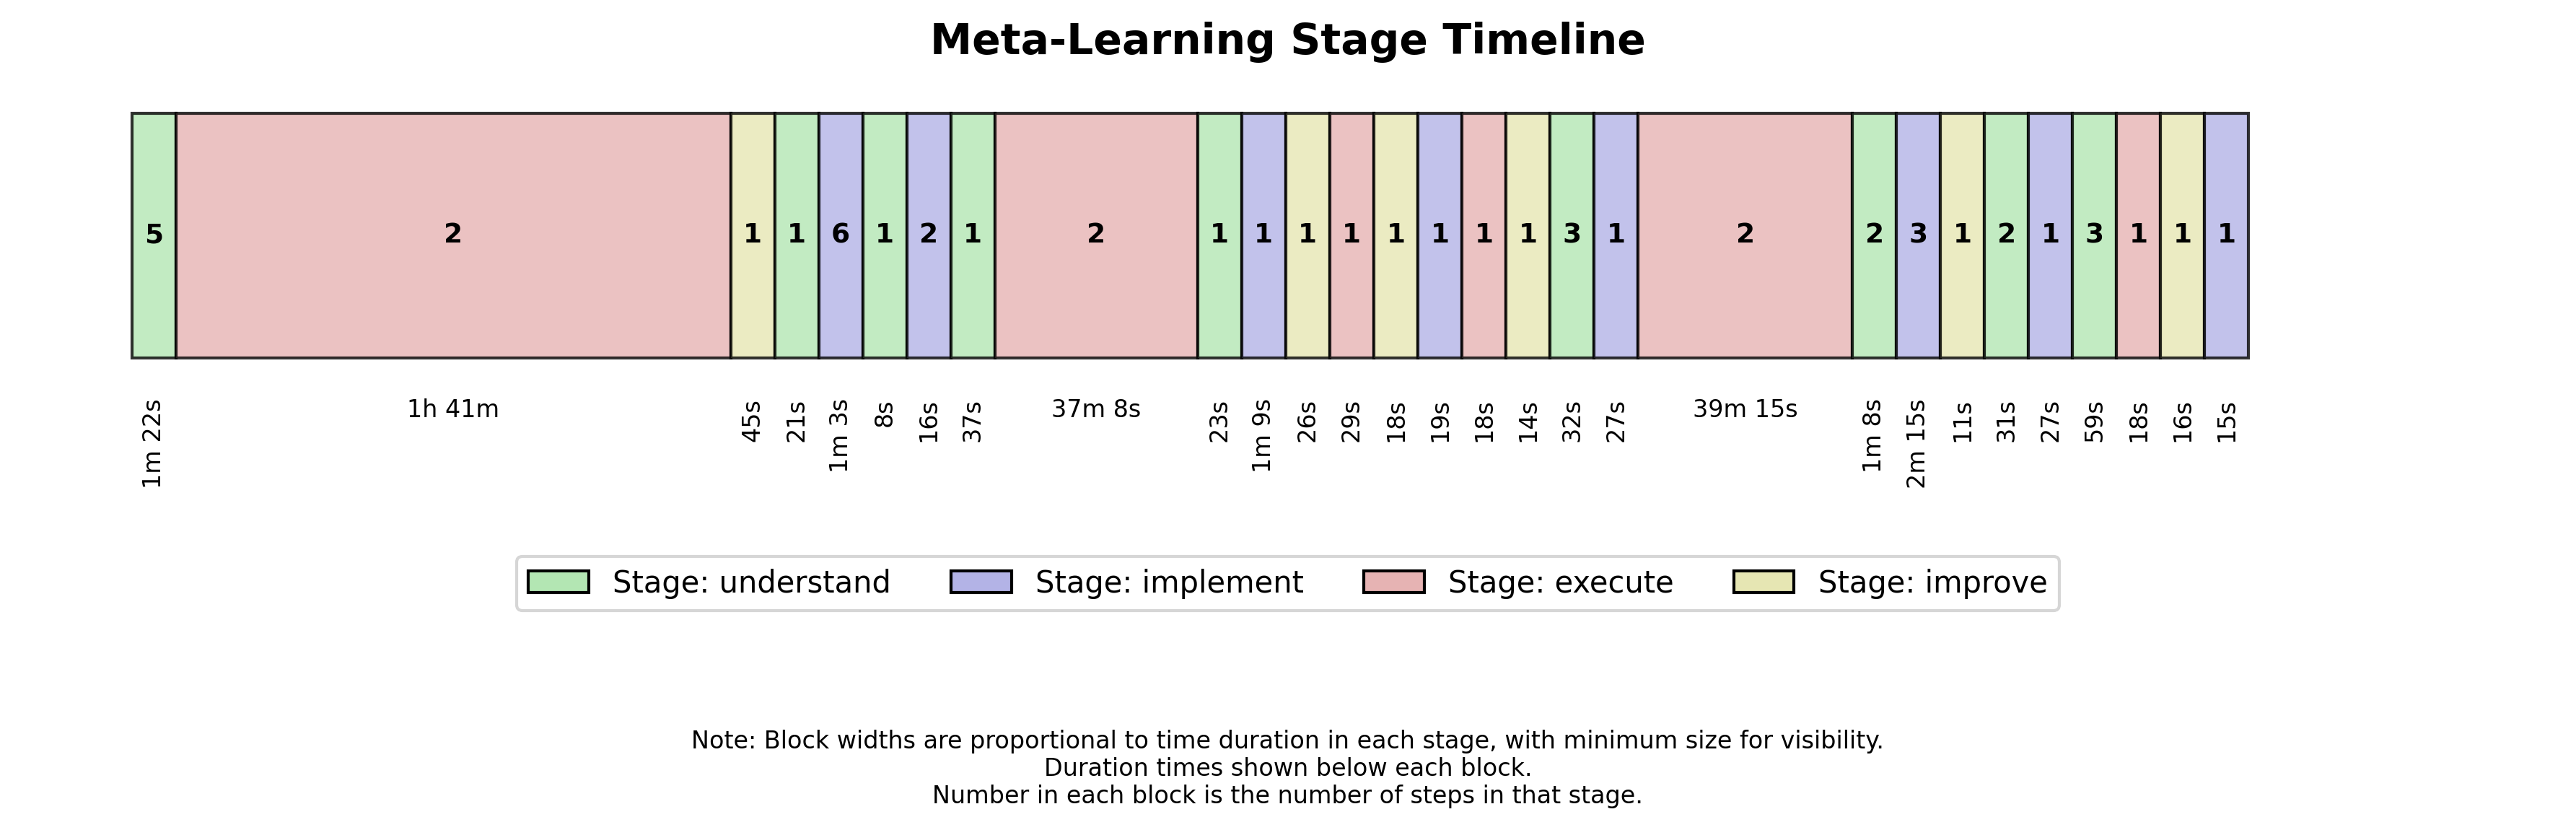 Meta-Learning Stage Timeline
5 2 1 1 6 1 2 1 2 1 1 1 1 1 1 1 1 3 1 2 2 3 1 2 1 3 1 1 1
1m 22s 1h 41m 45s 21s 1m 3s 8s 16s 37s 37m 8s 23s 1m 9s 26s 29s 18s 19s 18s 14s 32s 27s 39m 15s 1m 8s 2m 15s 11s 31s 27s 59s 18s 16s 15s
Stage: understand Stage: implement Stage: execute Stage: improve
Note: Block widths are proportional to time duration in each stage, with minimum size for visibility.
Duration times shown below each block.
Number in each block is the number of steps in that stage.